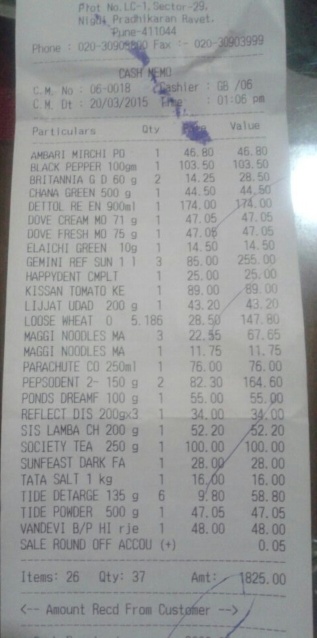 Plot No.LC-1,Sector-29.
Nigdi Pradhikaran Ravet.
Pune-411044
Phone : 020-30905800 Fax :- 020-30903999
CASH MEMO
C.M. No : 06-0018 Cashier : GB /06
C.M. Dt : 20/03/2015 Time : 01:06 pm
Particulars Qty Value
AMBARI MIRCHI PO 1 46.80 46.80
BLACK PEPPER 100gm 1 103.50 103.50
BRITANNIA G D 60 g 2 14.25 28.50
CHANA GREEN 500 g 1 44.50 44.50
DETTOL RE EN 900ml 1 174.00 174.00
DOVE CREAM MO 71 g 1 47.05 47.05
DOVE FRESH MO 75 g 1 47.05 47.05
ELAICHI GREEN 10g 1 14.50 14.50
GEMINI REF SUN 1 l 3 85.00 255.00
HAPPYDENT CMPLT 1 25.00 25.00
KISSAN TOMATO KE 1 89.00 89.00
LIJJAT UDAD 200 g 1 43.20 43.20
LOOSE WHEAT O 5.186 28.50 147.80
MAGGI NOODLES MA 3 22.55 67.65
MAGGI NOODLES MA 1 11.75 11.75
PARACHUTE CO 250ml 1 76.00 76.00
PEPSODENT 2- 150 g 2 82.30 164.60
PONDS DREAMF 100 g 1 55.00 55.00
REFLECT DIS 200gx3 1 34.00 34.00
SIS LAMBA CH 200 g 1 52.20 52.20
SOCIETY TEA 250 g 1 100.00 100.00
SUNFEAST DARK FA 1 28.00 28.00
TATA SALT 1 kg 1 16.00 16.00
TIDE DETARGE 135 g 6 9.80 58.80
TIDE POWDER 500 g 1 47.05 47.05
VANDEVI B/P HI rje 1 48.00 48.00
SALE ROUND OFF ACCOU (+) 0.05
Items: 26 Qty: 37 Amt: 1825.00
<-- Amount Recd From Customer -->